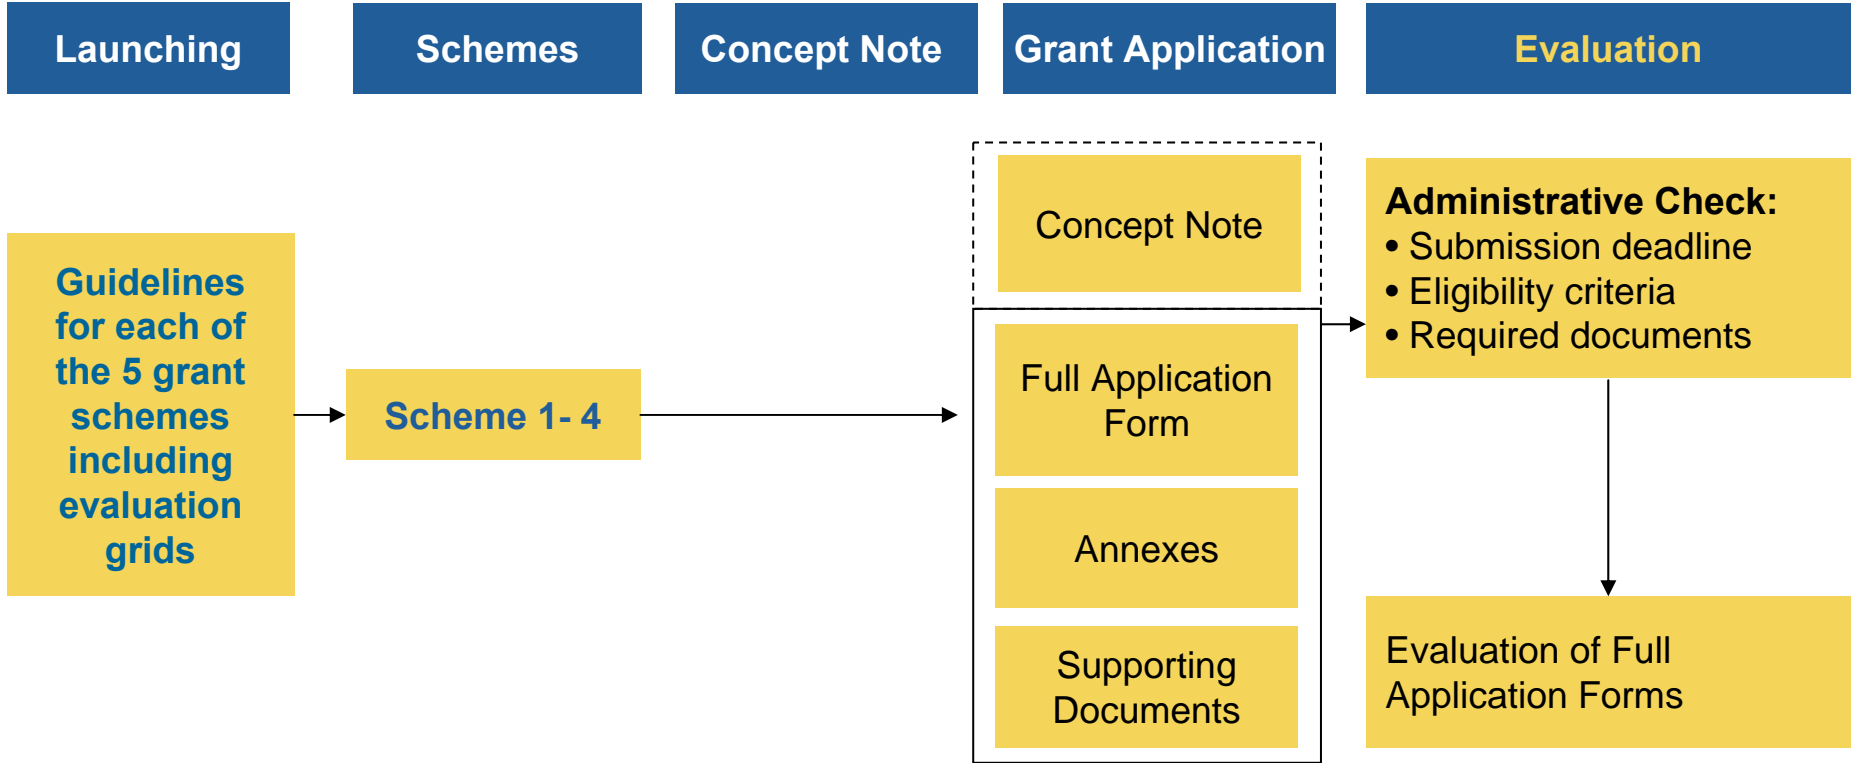 Launching
Schemes
Concept Note
Grant Application
Evaluation
Guidelines
for each of
the 5 grant
schemes
including
evaluation
grids
Scheme 1- 4
Concept Note
Full Application
Form
Annexes
Supporting
Documents
Administrative Check:
• Submission deadline
• Eligibility criteria
• Required documents
Evaluation of Full
Application Forms